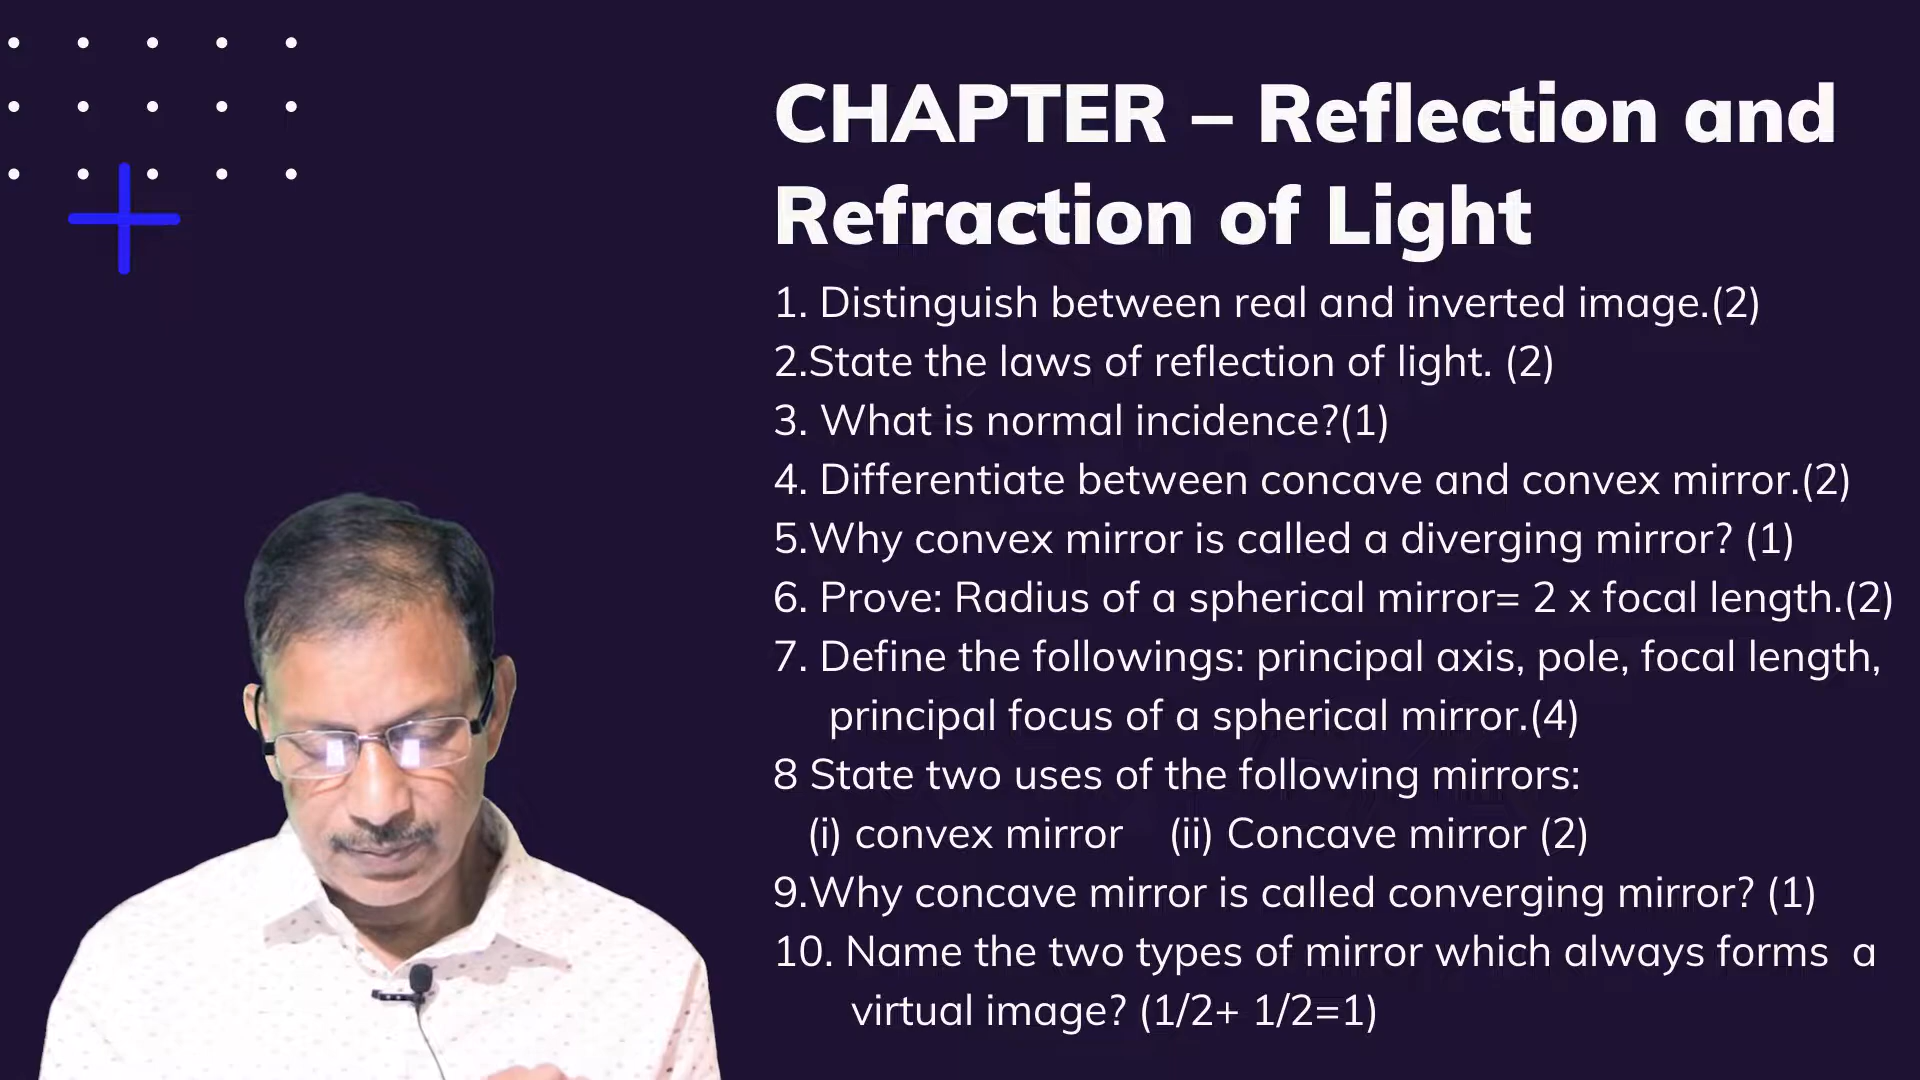 CHAPTER – Reflection and
Refraction of Light
1. Distinguish between real and inverted image.(2)
2.State the laws of reflection of light. (2)
3. What is normal incidence?(1)
4. Differentiate between concave and convex mirror.(2)
5.Why convex mirror is called a diverging mirror? (1)
6. Prove: Radius of a spherical mirror= 2 x focal length.(2)
7. Define the followings: principal axis, pole, focal length,
principal focus of a spherical mirror.(4)
8 State two uses of the following mirrors:
(i) convex mirror (ii) Concave mirror (2)
9.Why concave mirror is called converging mirror? (1)
10. Name the two types of mirror which always forms a
virtual image? (1/2+ 1/2=1)